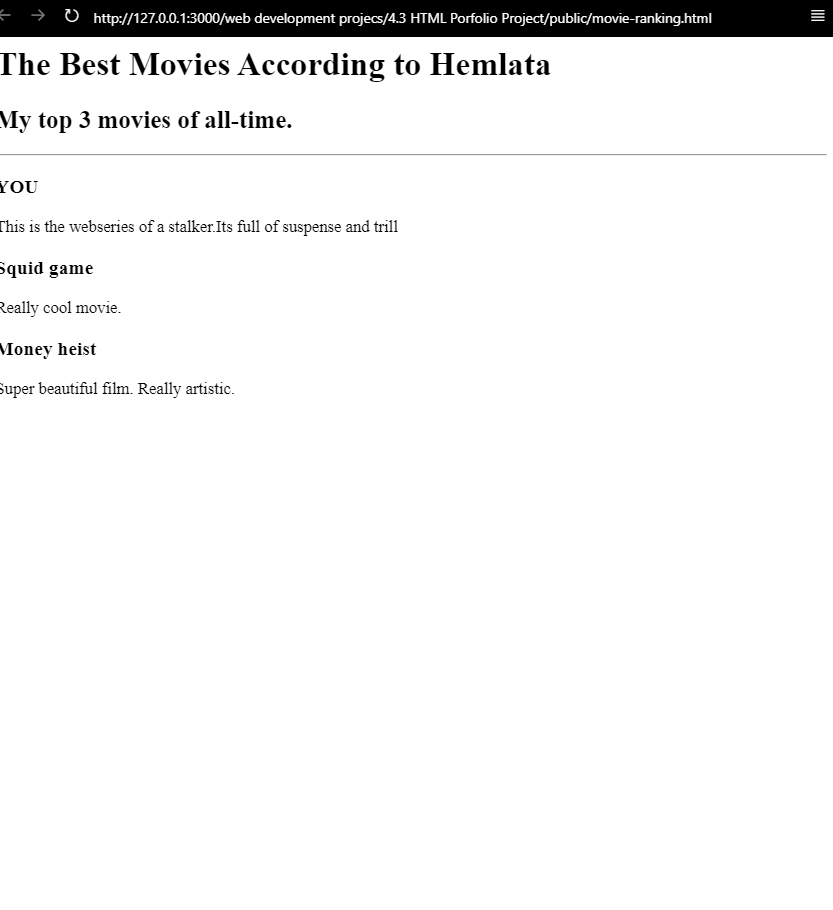 http://127.0.0.1:3000/web development projecs/4.3 HTML Porfolio Project/public/movie-ranking.html
The Best Movies According to Hemlata
My top 3 movies of all-time.
YOU
This is the webseries of a stalker.Its full of suspense and trill
Squid game
Really cool movie.
Money heist
Super beautiful film. Really artistic.